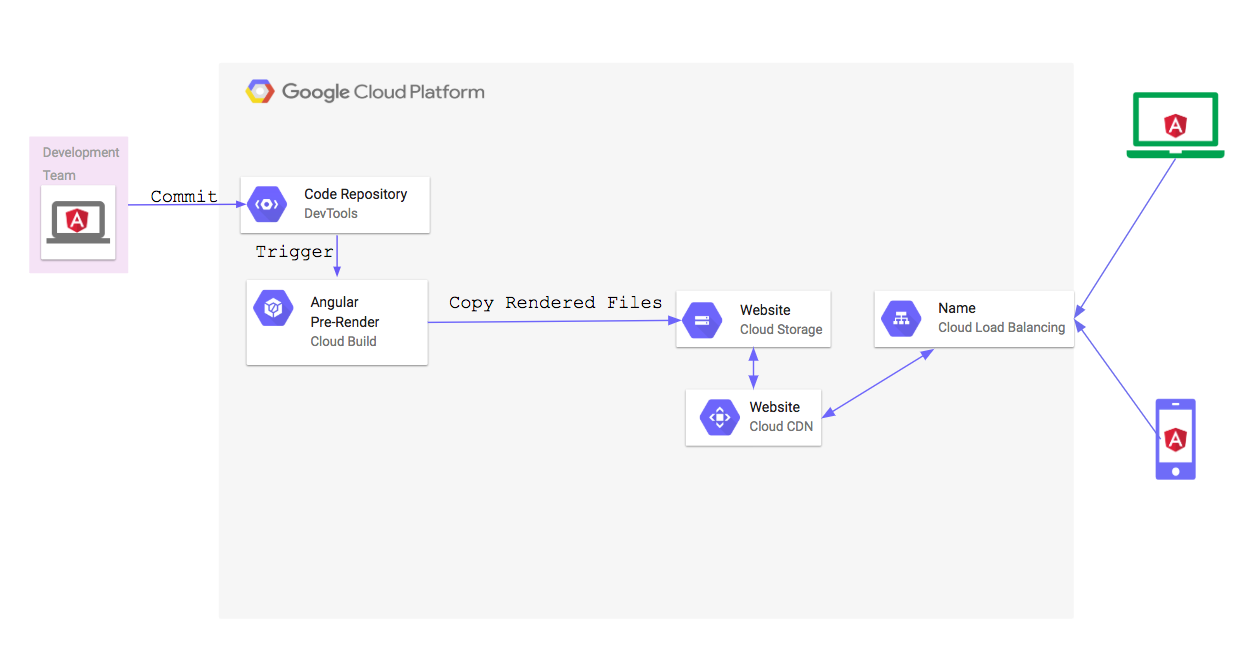 Google Cloud Platform
Development
Team
Commit
Code Repository
DevTools
Trigger
Angular
Pre-Render
Cloud Build
Copy Rendered Files
Website
Cloud Storage
Website
Cloud CDN
Name
Cloud Load Balancing
A
A
A